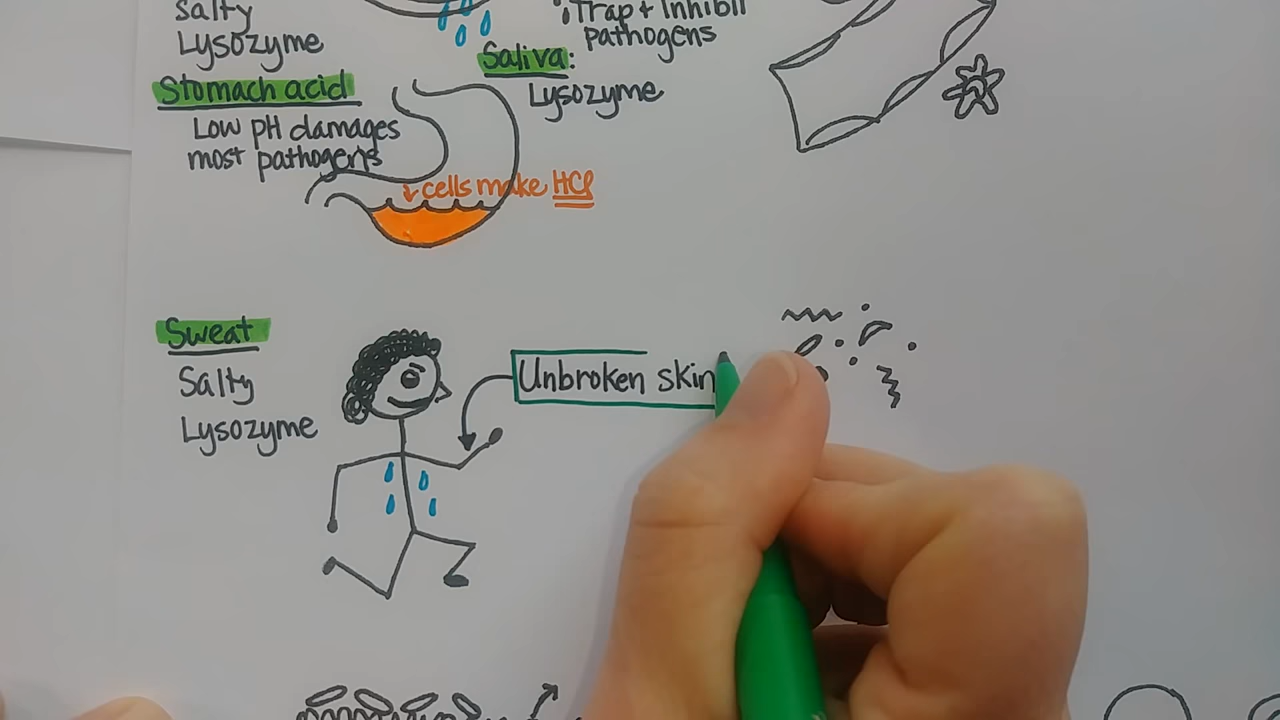 Salty
Lysozyme
Trap + Inhibit
pathogens
Saliva:
Lysozyme
Stomach acid
Low pH damages
most pathogens
cells make HCl
Sweat
Salty
Lysozyme
Unbroken skin